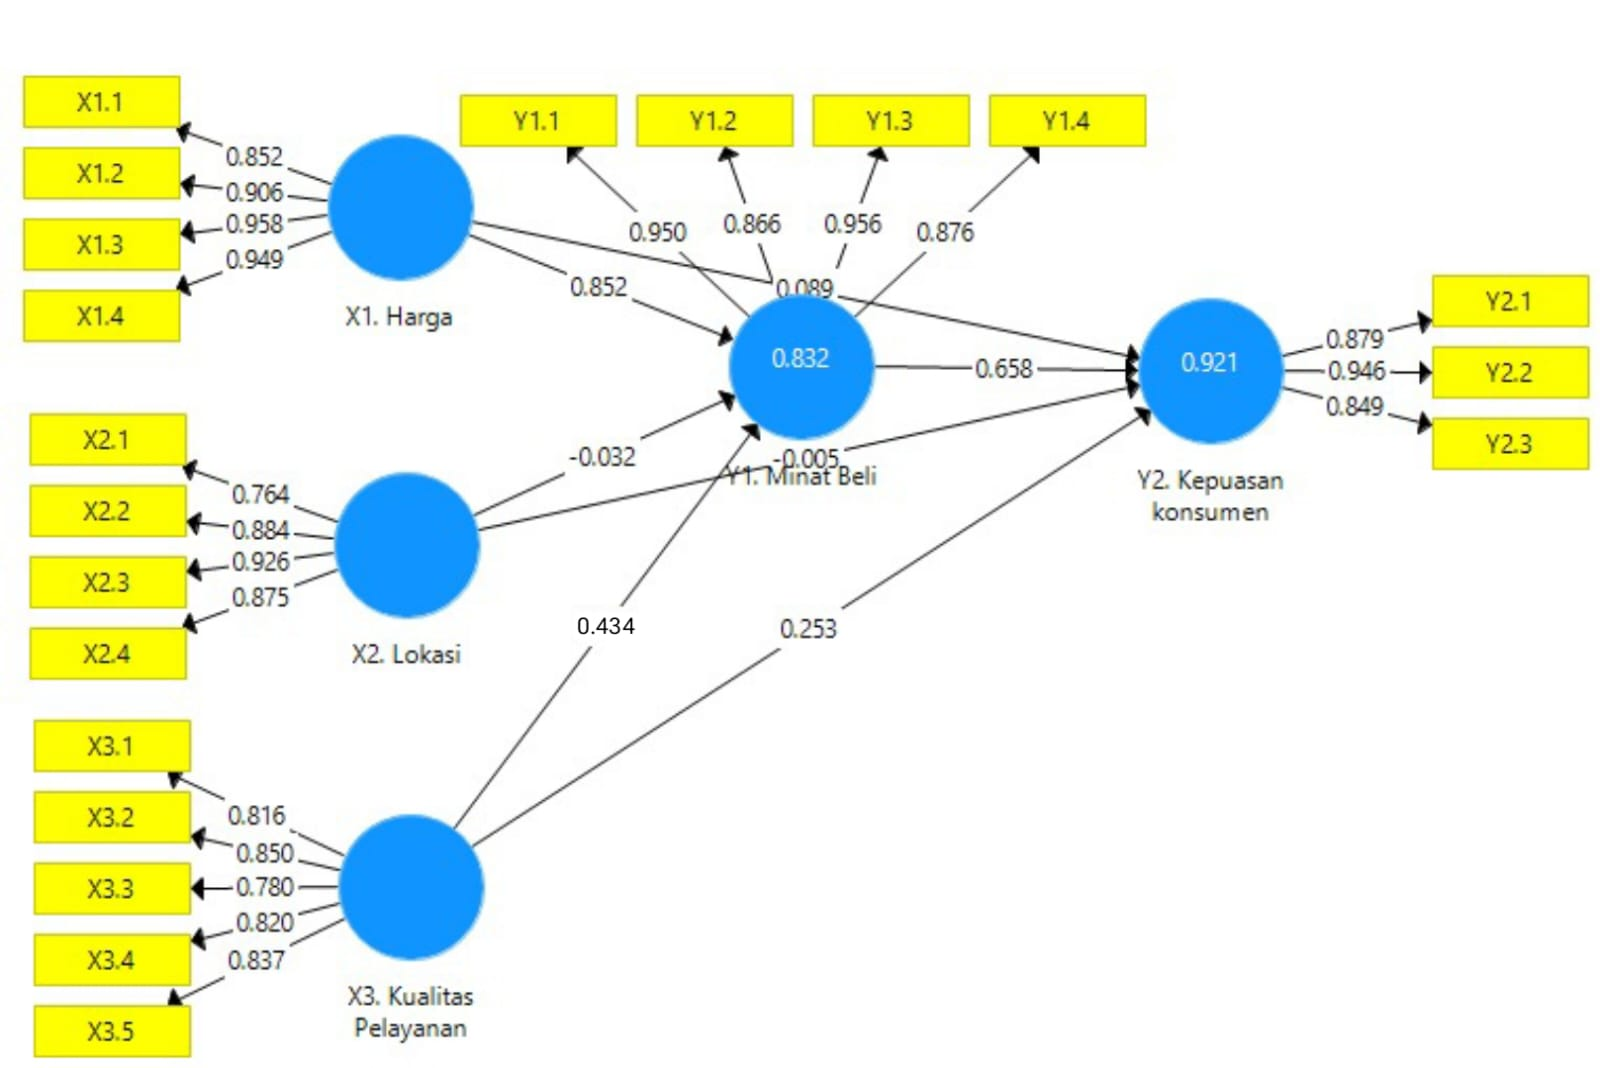 X1.1
X1.2
X1.3
X1.4
0.852
0.906
0.958
0.949
X1. Harga
Y1.1
Y1.2
Y1.3
Y1.4
0.950
0.866
0.956
0.876
0.852
0.089
0.832
Y1. Minat Beli
0.658
0.921
Y2. Kepuasan
konsumen
0.879
0.946
0.849
Y2.1
Y2.2
Y2.3
X2.1
X2.2
X2.3
X2.4
0.764
0.884
0.926
0.875
X2. Lokasi
-0.032
-0.005
0.434
0.253
X3.1
X3.2
X3.3
X3.4
X3.5
0.816
0.850
0.780
0.820
0.837
X3. Kualitas
Pelayanan